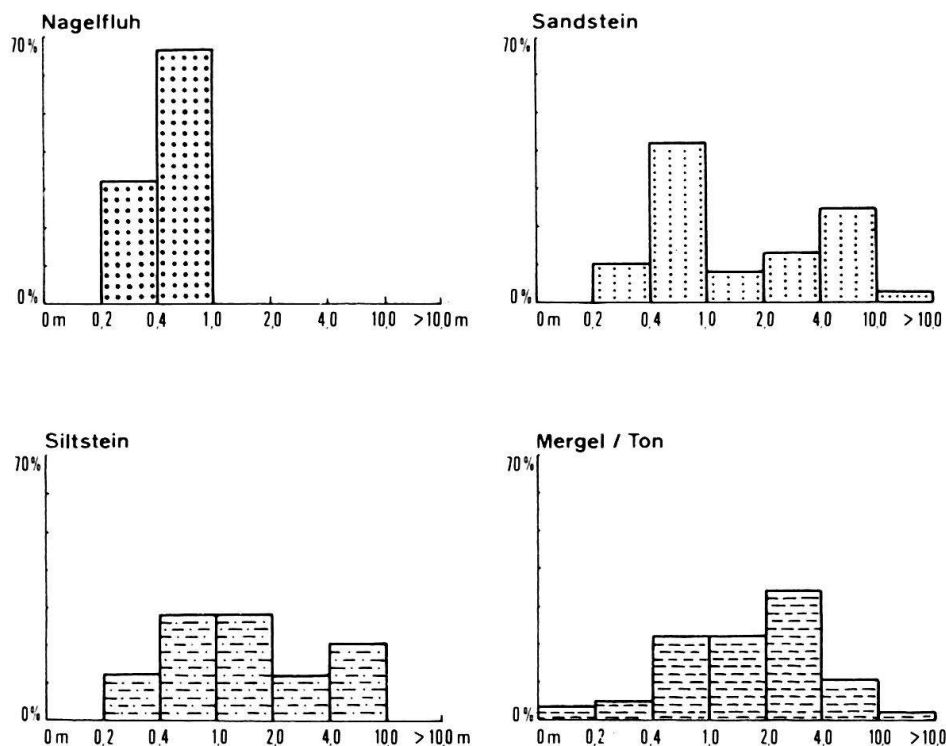 Nagelfluh
70%
0%
0 m 0,2 0,4 1,0 2,0 4,0 10,0 >10,0 m
Sandstein
70%
0%
0 m 0,2 0,4 1,0 2,0 4,0 10,0 >10,0
Siltstein
70%
0%
0 m 0,2 0,4 1,0 2,0 4,0 10,0 >10,0 m
Mergel / Ton
70%
0%
0 m 0,2 0,4 1,0 2,0 4,0 10,0 >10,0